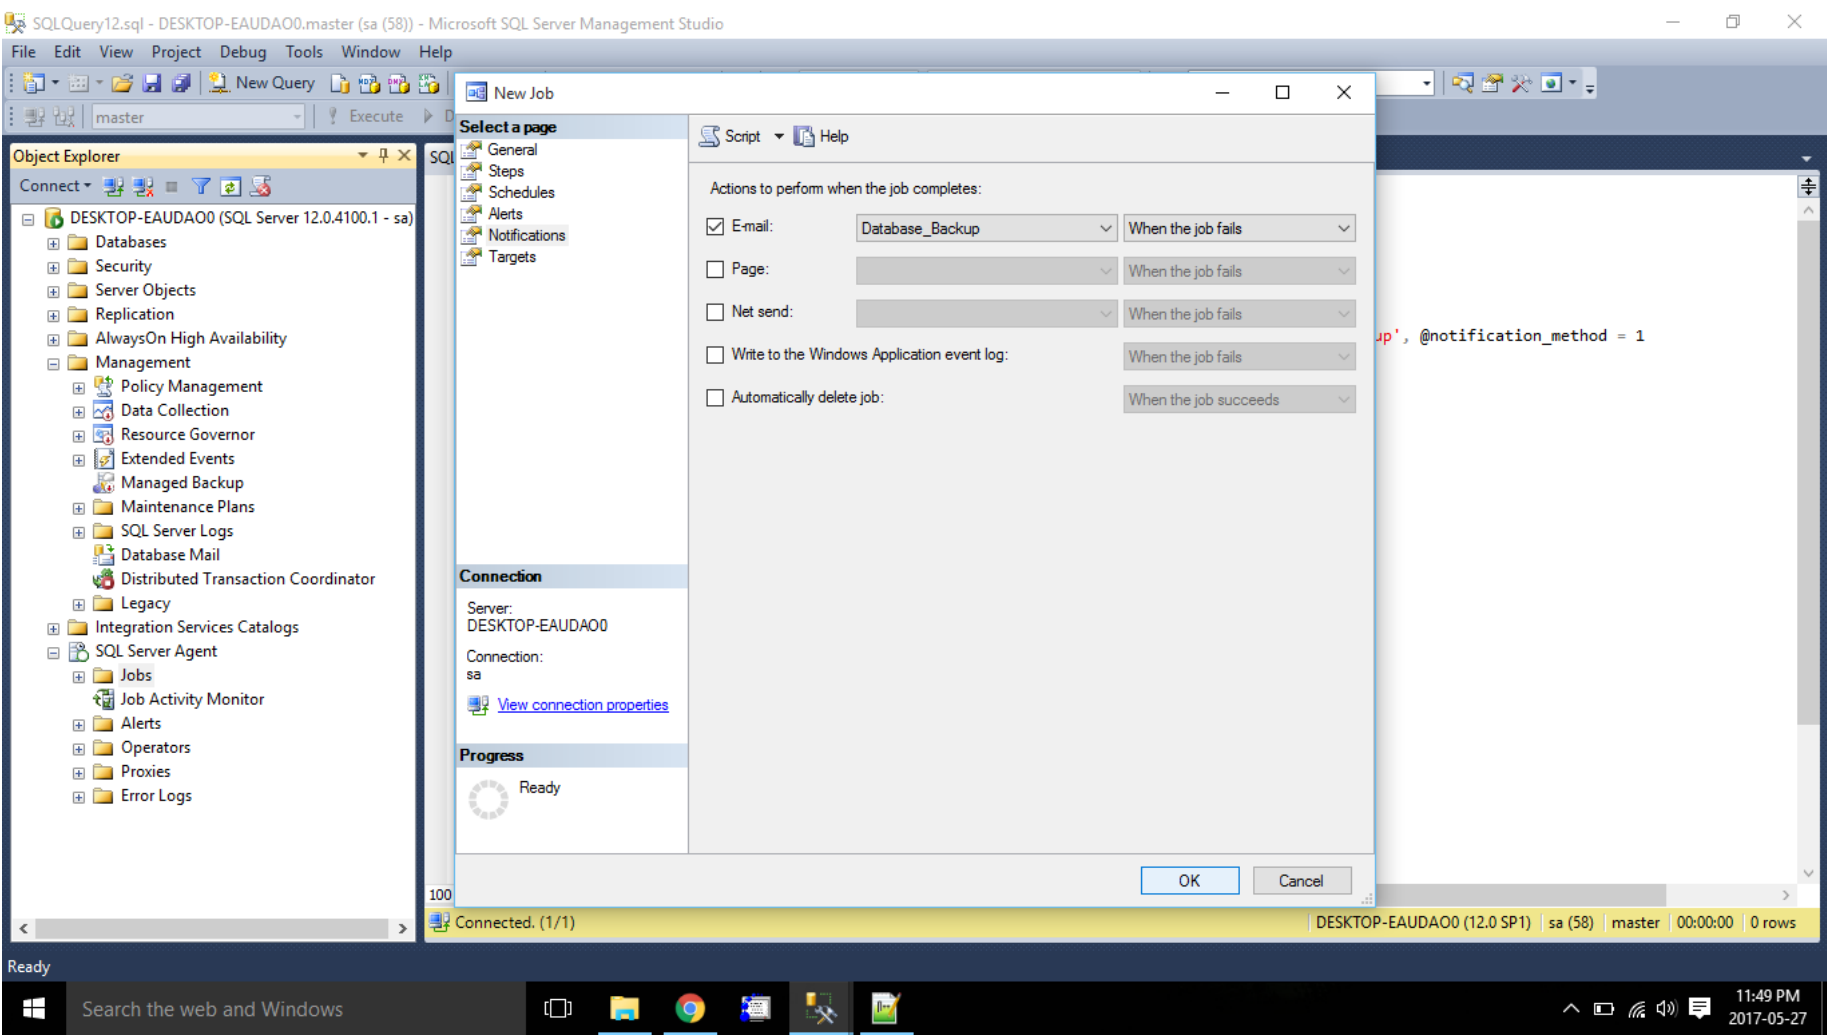 SQLQuery12.sql - DESKTOP-EAUDAO0.master (sa (58)) - Microsoft SQL Server Management Studio
File Edit View Project Debug Tools Window Help
New Query
master
Execute
Object Explorer
Connect
DESKTOP-EAUDAO0 (SQL Server 12.0.4100.1 - sa)
Databases
Security
Server Objects
Replication
AlwaysOn High Availability
Management
Policy Management
Data Collection
Resource Governor
Extended Events
Managed Backup
Maintenance Plans
SQL Server Logs
Database Mail
Distributed Transaction Coordinator
Legacy
Integration Services Catalogs
SQL Server Agent
Jobs
Job Activity Monitor
Alerts
Operators
Proxies
Error Logs
SQL
New Job
Select a page
General
Steps
Schedules
Alerts
Notifications
Targets
Connection
Server:
DESKTOP-EAUDAO0
Connection:
sa
View connection properties
Progress
Ready
Script Help
Actions to perform when the job completes:
E-mail: Database_Backup When the job fails
Page: When the job fails
Net send: When the job fails
Write to the Windows Application event log: When the job fails
Automatically delete job: When the job succeeds
OK Cancel
up', @notification_method = 1
100
Connected. (1/1)
DESKTOP-EAUDAO0 (12.0 SP1) sa (58) master 00:00:00 0 rows
Ready
Search the web and Windows
11:49 PM
2017-05-27